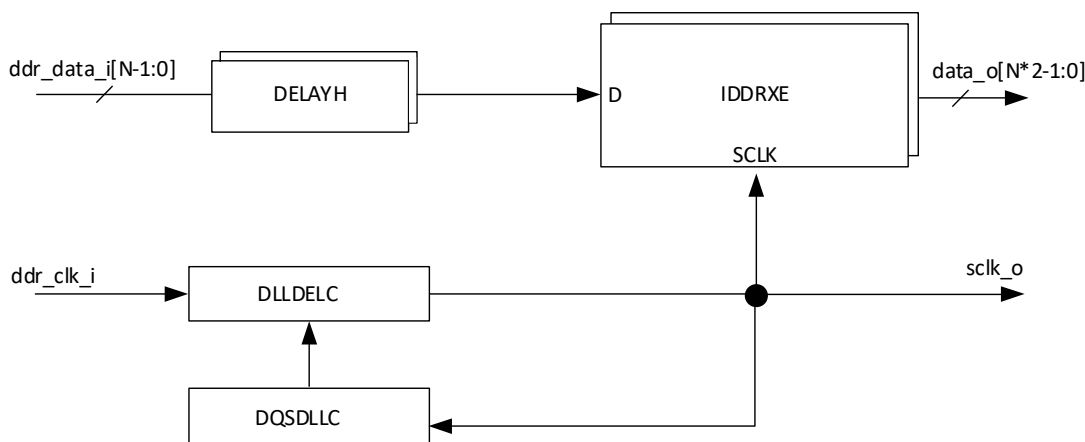 ddr_data_i[N-1:0]
DELAYH
D
IDDRXE
data_o[N*2-1:0]
SCLK
ddr_clk_i
DLLDELC
sclk_o
DQSDLLC